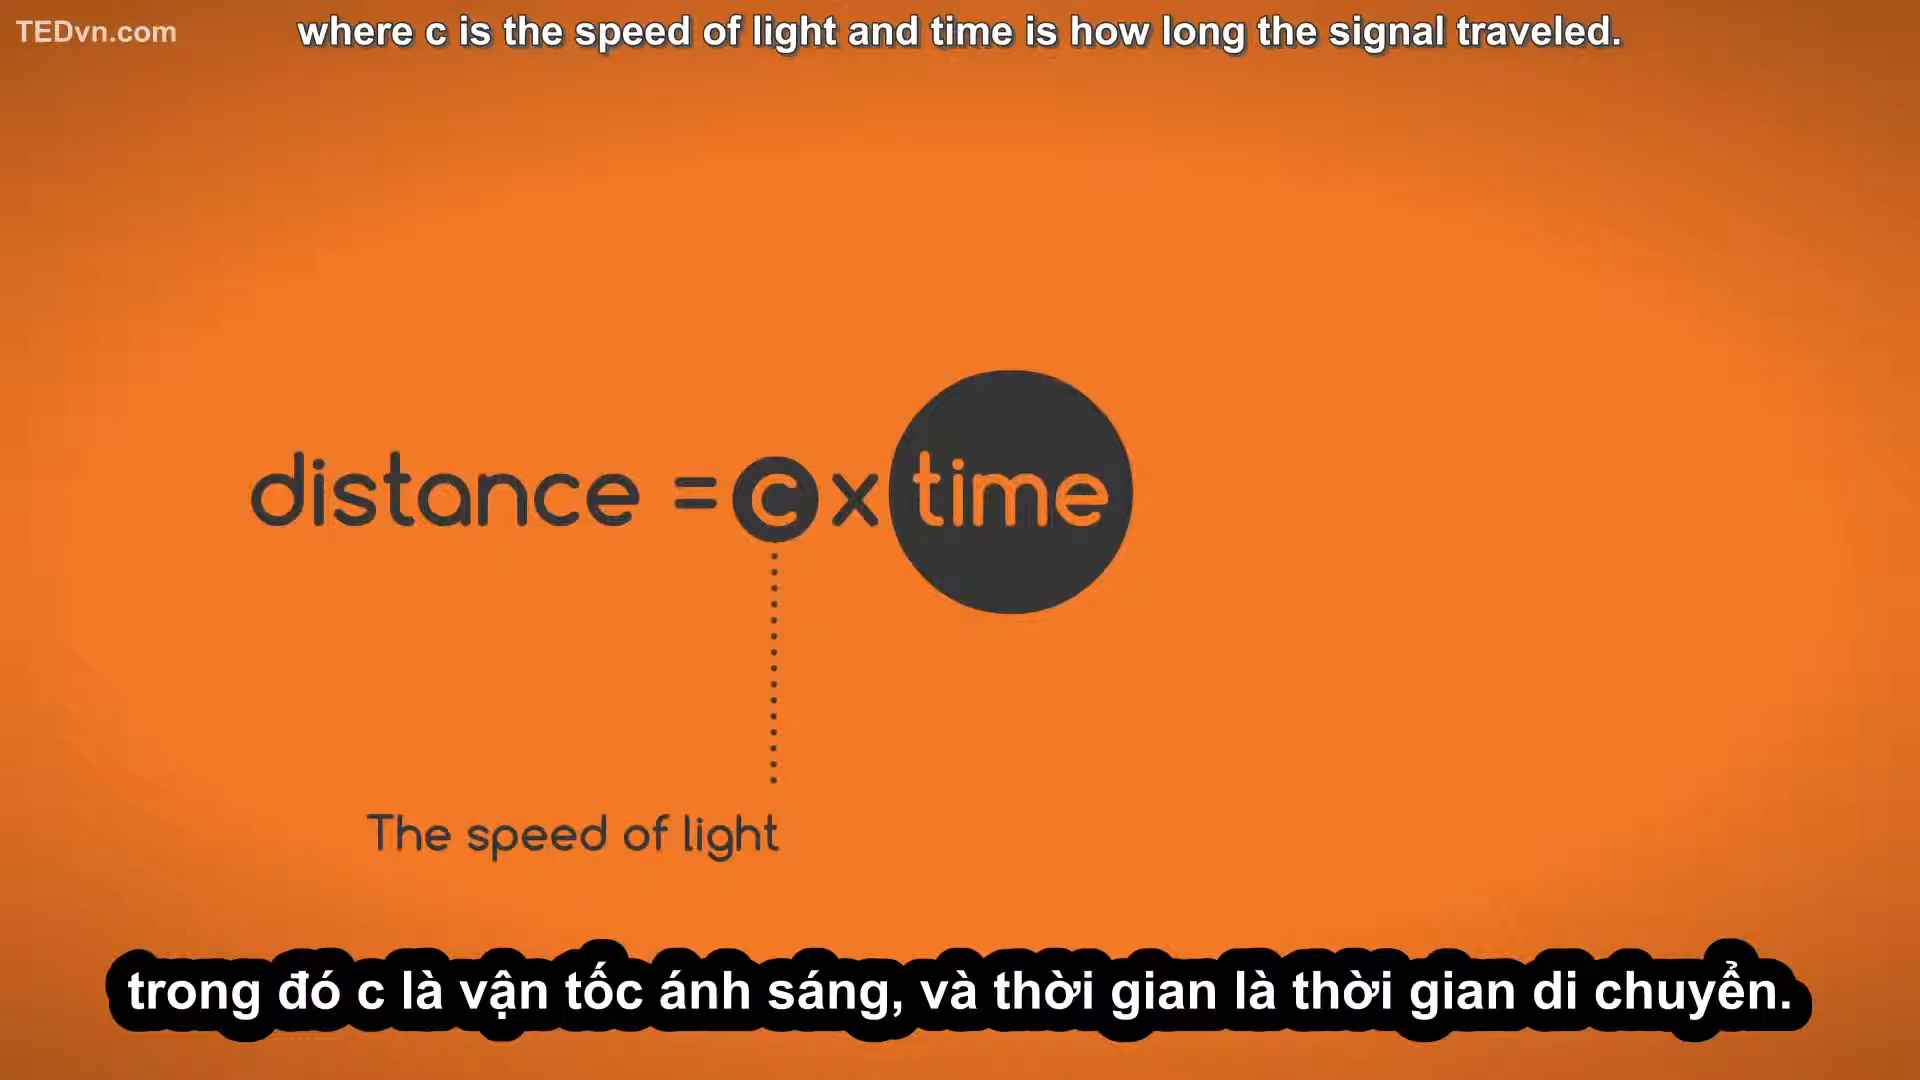 TEDvn.com
where c is the speed of light and time is how long the signal traveled.
distance = c x time
The speed of light
trong đó c là vận tốc ánh sáng, và thời gian là thời gian di chuyển.